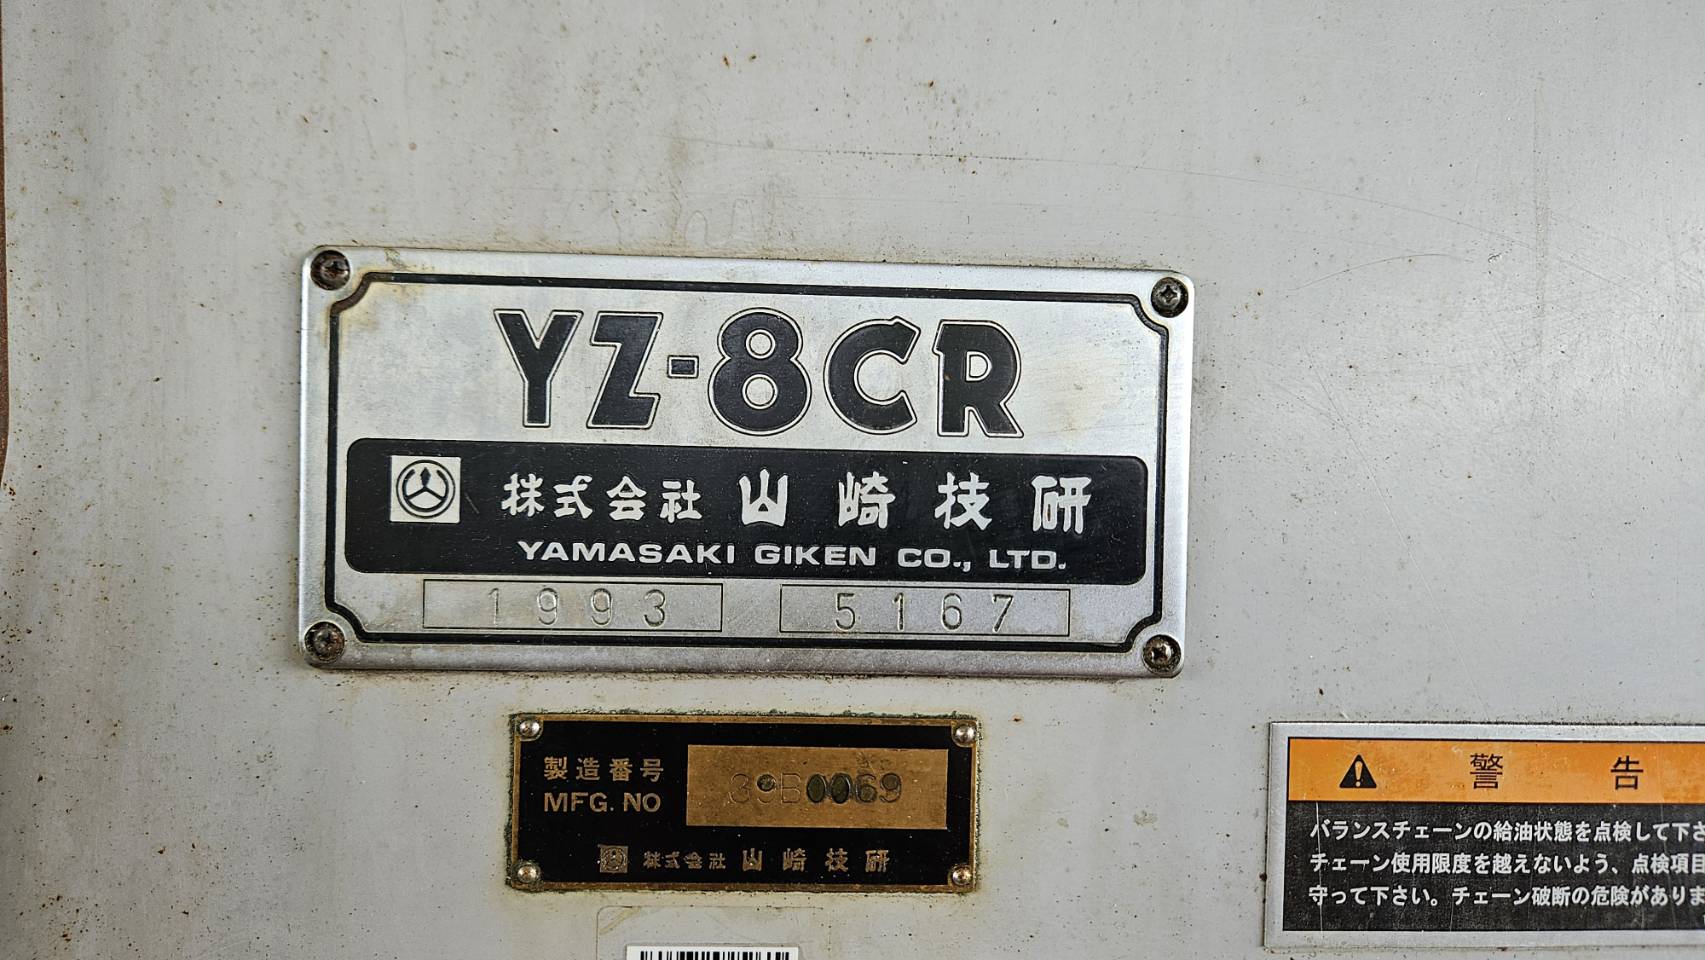 YZ-8CR
株式会社 山崎技研
YAMASAKI GIKEN CO., LTD.
1993 5167
製造番号
MFG. NO 39B0069
株式会社 山崎技研
警告
バランスチェーンの給油状態を点検して下さ
チェーン使用限度を越えないよう、点検項目
守って下さい。チェーン破断の危険がありま